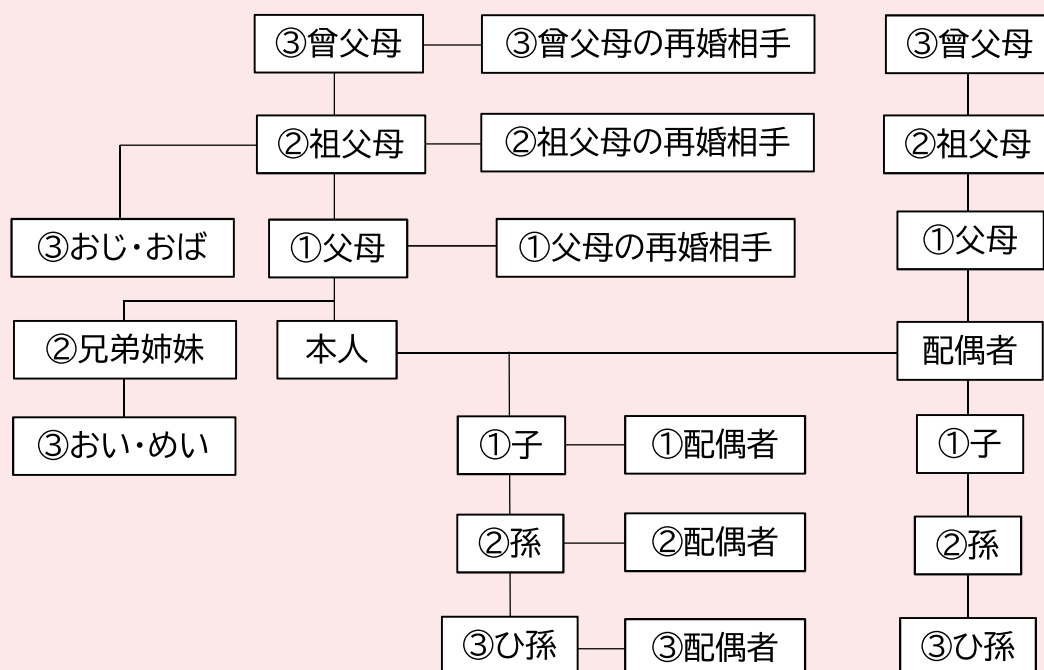 ③曾父母
③曾父母の再婚相手
③曾父母
②祖父母
②祖父母の再婚相手
②祖父母
③おじ・おば
①父母
①父母の再婚相手
①父母
②兄弟姉妹
本人
配偶者
③おい・めい
①子
①配偶者
①子
②孫
②配偶者
②孫
③ひ孫
③配偶者
③ひ孫